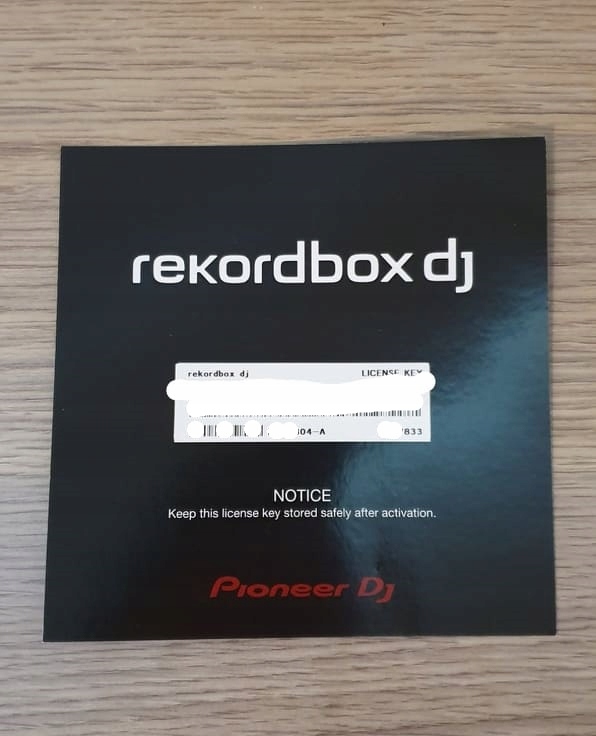 rekordbox dj
rekordbox dj LICENSE KEY
04-A 833
NOTICE
Keep this license key stored safely after activation.
Pioneer Dj